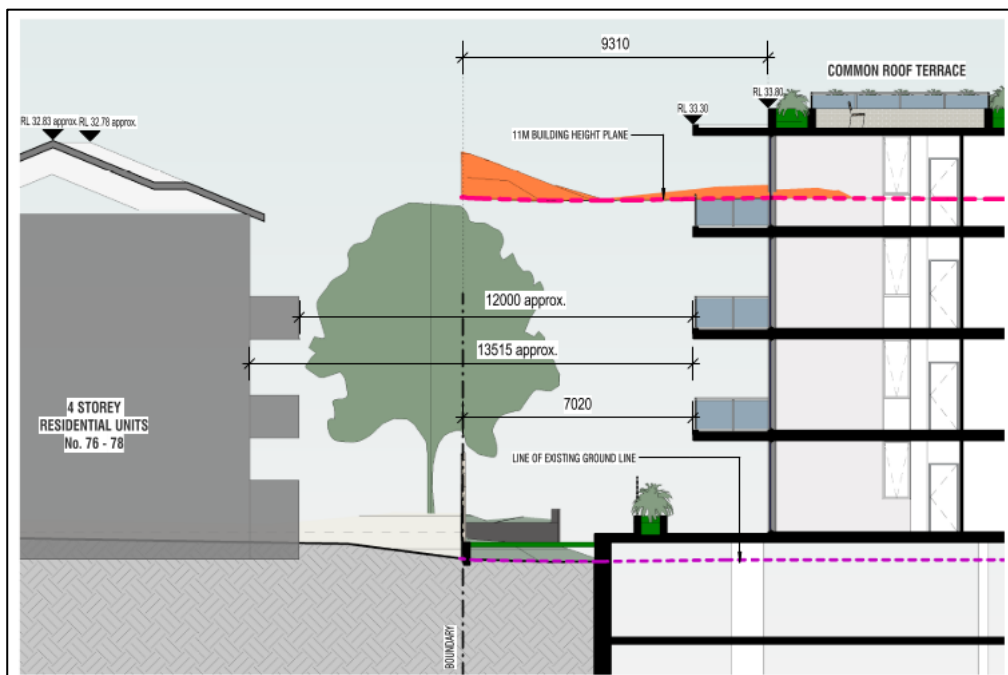 9310
COMMON ROOF TERRACE
RL 33.80
RL 33.30
RL 32.83 approx.
RL 32.78 approx.
11M BUILDING HEIGHT PLANE
12000 approx.
13515 approx.
7020
4 STOREY
RESIDENTIAL UNITS
No. 76 - 78
LINE OF EXISTING GROUND LINE
BOUNDARY